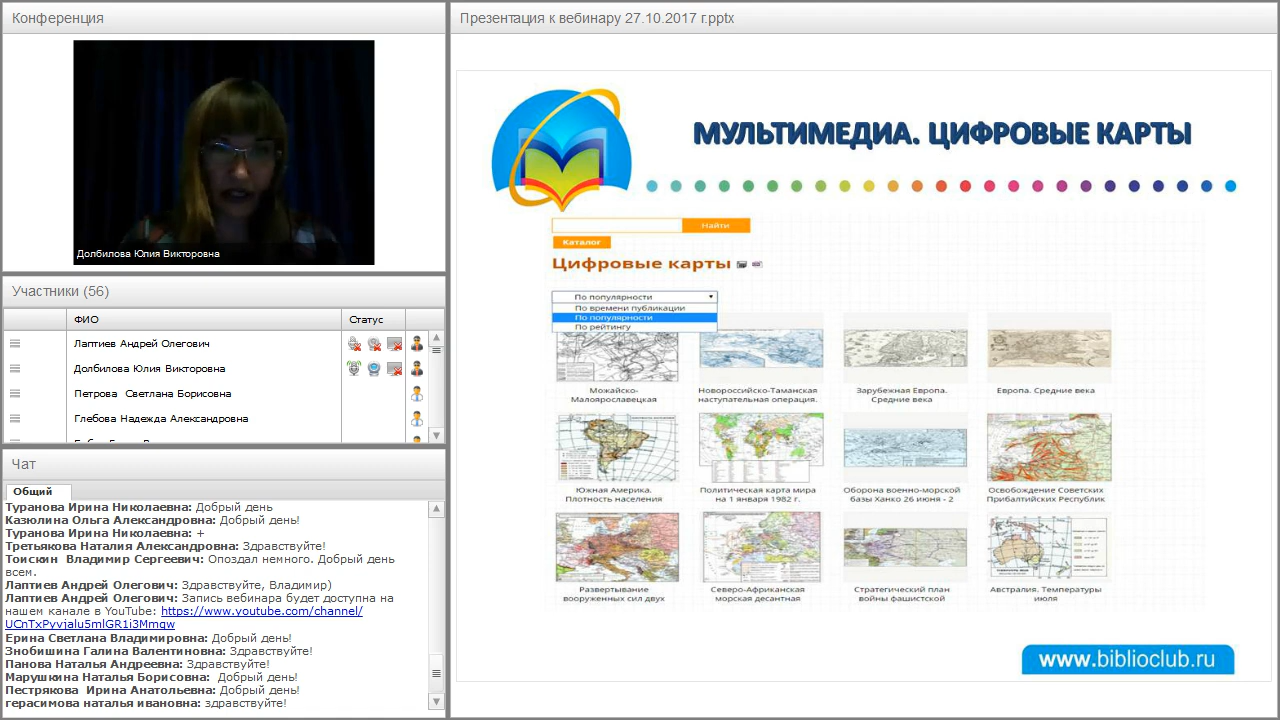 Конференция
Долбилова Юлия Викторовна
Участники (56)
ФИО
Статус
Лаптиев Андрей Олегович
Долбилова Юлия Викторовна
Петрова Светлана Борисовна
Глебова Надежда Александровна
Чат
Общий
Туранова Ирина Николаевна: Добрый день
Казюлина Ольга Александровна: Добрый день!
Туранова Ирина Николаевна: +
Третьякова Наталия Александровна: Здравствуйте!
Тоискин Владимир Сергеевич: Опоздал немного. Добрый
всем.
Лаптиев Андрей Олегович: Здравствуйте, Владимир)
Лаптиев Андрей Олегович: Запись вебинара будет доступна на
нашем канале в YouTube: https://www.youtube.com/channel/
UCnTxPyvjalu5mlGR1i3Mmqw
Ерина Светлана Владимировна: Добрый день!
Знобишина Галина Валентиновна: Здравствуйте!
Панова Наталья Андреевна: Здравствуйте!
Марушкина Наталья Борисовна: Добрый день!
Пестрякова Ирина Анатольевна: Добрый день!
герасимова наталья ивановна: здравствуйте!
Презентация к вебинару 27.10.2017 г.pptx
МУЛЬТИМЕДИА. ЦИФРОВЫЕ КАРТЫ
Найти
Каталог
Цифровые карты
По популярности
По времени публикации
По популярности
По рейтингу
Можайско-
Малоярославецкая
Новороссийско-Таманская
наступательная операция.
Зарубежная Европа.
Средние века
Европа. Средние века
Южная Америка.
Плотность населения
Политическая карта мира
на 1 января 1982 г.
Оборона военно-морской
базы Ханко 26 июня - 2
Освобождение Советских
Прибалтийских Республик
Развертывание
вооруженных сил двух
Северо-Африканская
морская десантная
Стратегический план
войны фашистской
Австралия. Температуры
июля
www.biblioclub.ru